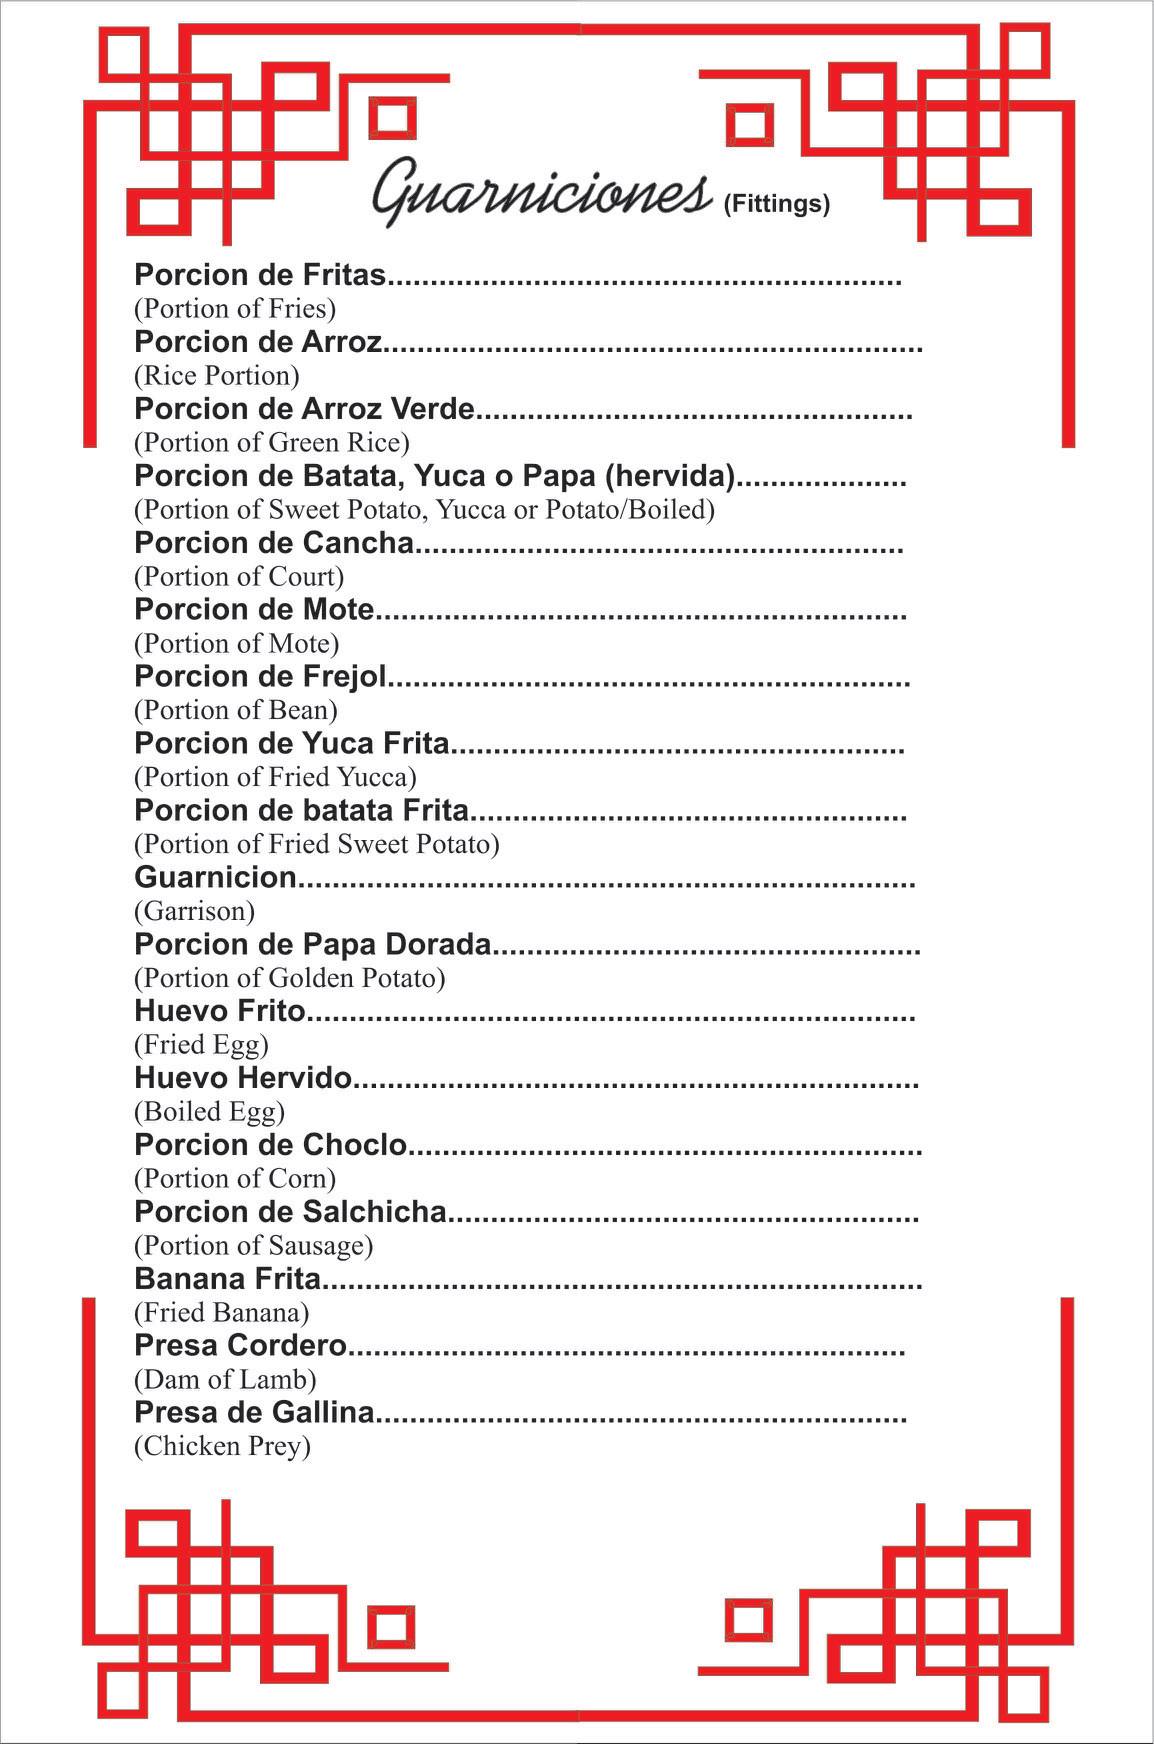 Guarniciones (Fittings)
Porcion de Fritas............................................................
(Portion of Fries)
Porcion de Arroz...............................................................
(Rice Portion)
Porcion de Arroz Verde...................................................
(Portion of Green Rice)
Porcion de Batata, Yuca o Papa (hervida)....................
(Portion of Sweet Potato, Yucca or Potato/Boiled)
Porcion de Cancha.........................................................
(Portion of Court)
Porcion de Mote..............................................................
(Portion of Mote)
Porcion de Frejol.............................................................
(Portion of Bean)
Porcion de Yuca Frita.....................................................
(Portion of Fried Yucca)
Porcion de batata Frita...................................................
(Portion of Fried Sweet Potato)
Guarnicion........................................................................
(Garrison)
Porcion de Papa Dorada..................................................
(Portion of Golden Potato)
Huevo Frito.......................................................................
(Fried Egg)
Huevo Hervido..................................................................
(Boiled Egg)
Porcion de Choclo............................................................
(Portion of Corn)
Porcion de Salchicha.......................................................
(Portion of Sausage)
Banana Frita......................................................................
(Fried Banana)
Presa Cordero.................................................................
(Dam of Lamb)
Presa de Gallina..............................................................
(Chicken Prey)